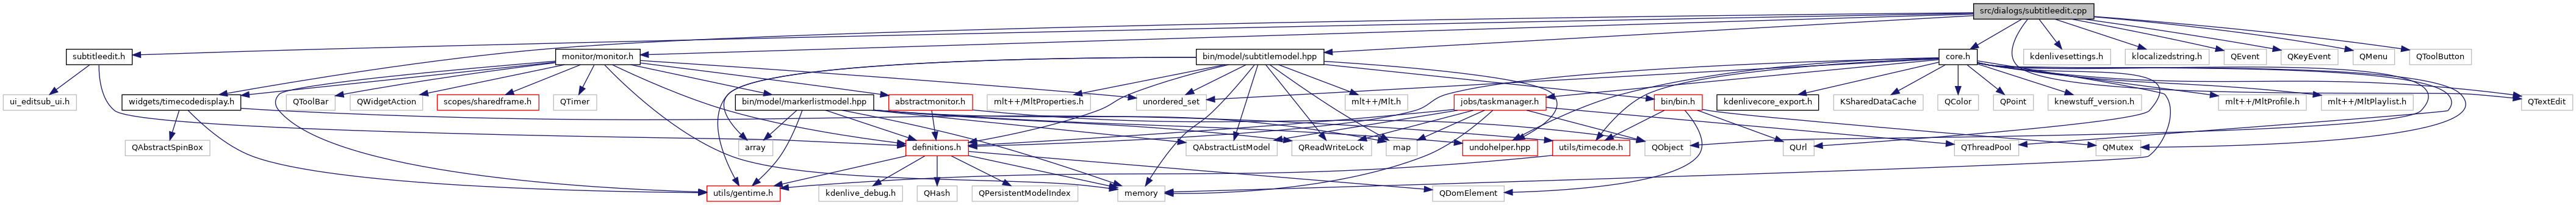 src/dialogs/subtitleedit.cpp
subtitleedit.h
monitor/monitor.h
bin/model/subtitlemodel.hpp
core.h
kdenlivesettings.h
klocalizedstring.h
QEvent
QKeyEvent
QMenu
QToolButton
ui_editsub_ui.h
widgets/timecodedisplay.h
QToolBar
QWidgetAction
scopes/sharedframe.h
QTimer
bin/model/markerlistmodel.hpp
abstractmonitor.h
mlt++/MltProperties.h
unordered_set
mlt++/Mlt.h
jobs/taskmanager.h
bin/bin.h
kdenlivecore_export.h
KSharedDataCache
QColor
QPoint
knewstuff_version.h
mlt++/MltProfile.h
mlt++/MltPlaylist.h
QTextEdit
QAbstractSpinBox
array
definitions.h
QAbstractListModel
QReadWriteLock
map
undohelper.hpp
utils/timecode.h
QObject
QUrl
QThreadPool
QMutex
utils/gentime.h
kdenlive_debug.h
QHash
QPersistentModelIndex
memory
QDomElement